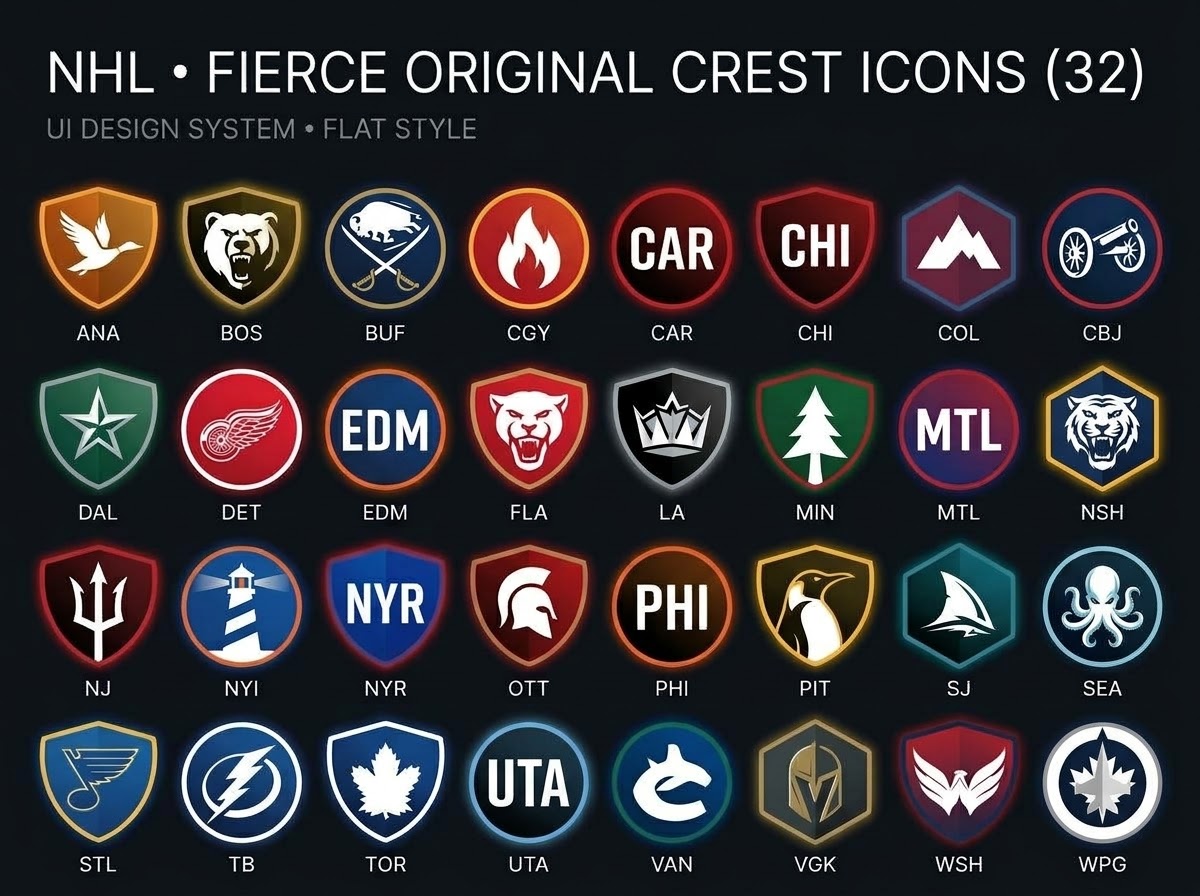 NHL • FIERCE ORIGINAL CREST ICONS (32)
UI DESIGN SYSTEM • FLAT STYLE
CAR CHI
ANA BOS BUF CGY CAR CHI COL CBJ
EDM MTL
DAL DET EDM FLA LA MIN MTL NSH
NYR PHI
NJ NYI NYR OTT PHI PIT SJ SEA
UTA
STL TB TOR UTA VAN VGK WSH WPG